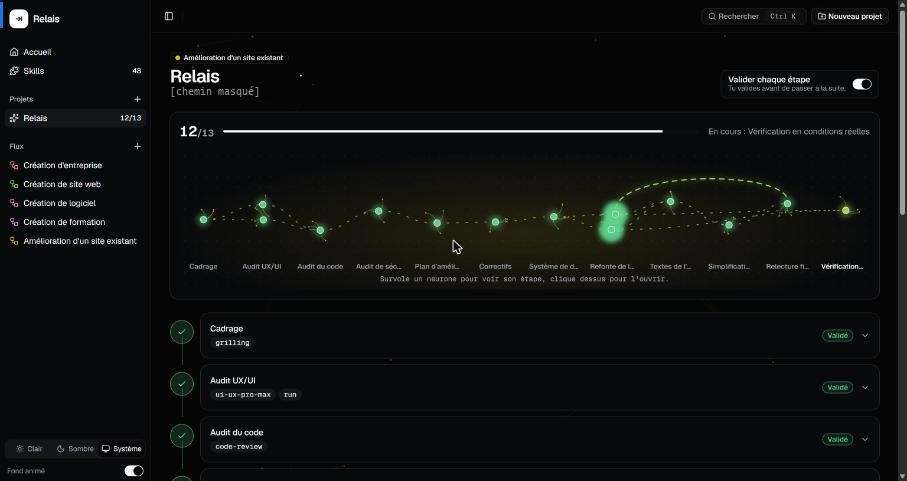 Relais
Accueil
Skills 48
Projets
Relais 12/13
Flux
Création d'entreprise
Création de site web
Création de logiciel
Création de formation
Amélioration d'un site existant
Clair Sombre Système
Fond animé
Rechercher Ctrl K
Nouveau projet
Amélioration d'un site existant
Relais
[chemin masqué]
Valider chaque étape
Tu valides avant de passer à la suite.
12/13
En cours : Vérification en conditions réelles
Cadrage Audit UX/UI Audit du code Audit de séc... Plan d'améli... Correctifs Système de d... Refonte de l... Textes de l'... Simplificati... Relecture fi... Vérification...
Survole un neurone pour voir son étape, clique dessus pour l'ouvrir.
Cadrage
grilling
Validé
Audit UX/UI
ui-ux-pro-max run
Validé
Audit du code
code-review
Validé